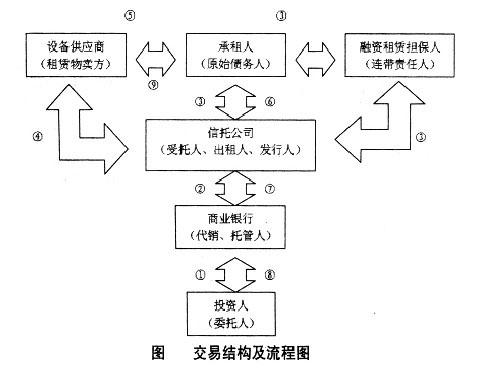 ⑤ ③
设备供应商
(租赁物卖方)
承租人
(原始债务人)
融资租赁担保人
(连带责任人)
⑨
③ ⑥
④
③
信托公司
(受托人、出租人、发行人)
② ⑦
商业银行
(代销、托管人)
① ⑧
投资人
(委托人)
图 交易结构及流程图